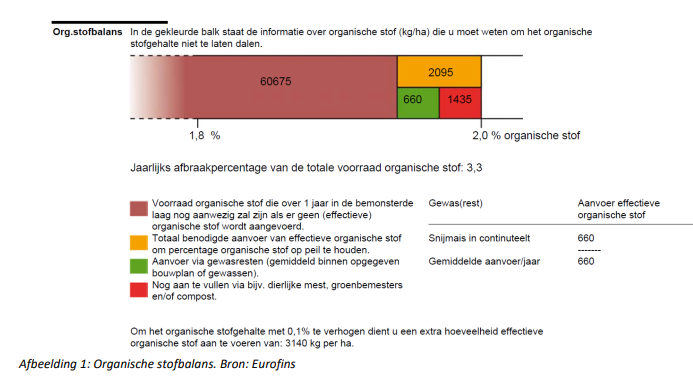 Org.stofbalans In de gekleurde balk staat de informatie over organische stof (kg/ha) die u moet weten om het organische
stofgehalte niet te laten dalen.
60675
2095
660
1435
1,8 %
2,0 % organische stof
Jaarlijks afbraakpercentage van de totale voorraad organische stof: 3,3
Voorraad organische stof die over 1 jaar in de bemonsterde
laag nog aanwezig zal zijn als er geen (effectieve)
organische stof wordt aangevoerd.
Totaal benodigde aanvoer van effectieve organische stof
om percentage organische stof op peil te houden.
Aanvoer via gewasresten (gemiddeld binnen opgegeven
bouwplan of gewassen).
Nog aan te vullen via bijv. dierlijke mest, groenbemesters
en/of compost.
Gewas(rest) Aanvoer effectieve
organische stof
Snijmais in continuteelt 660
-------
Gemiddelde aanvoer/jaar 660
Om het organische stofgehalte met 0,1% te verhogen dient u een extra hoeveelheid effectieve
organische stof aan te voeren van: 3140 kg per ha.
Afbeelding 1: Organische stofbalans. Bron: Eurofins